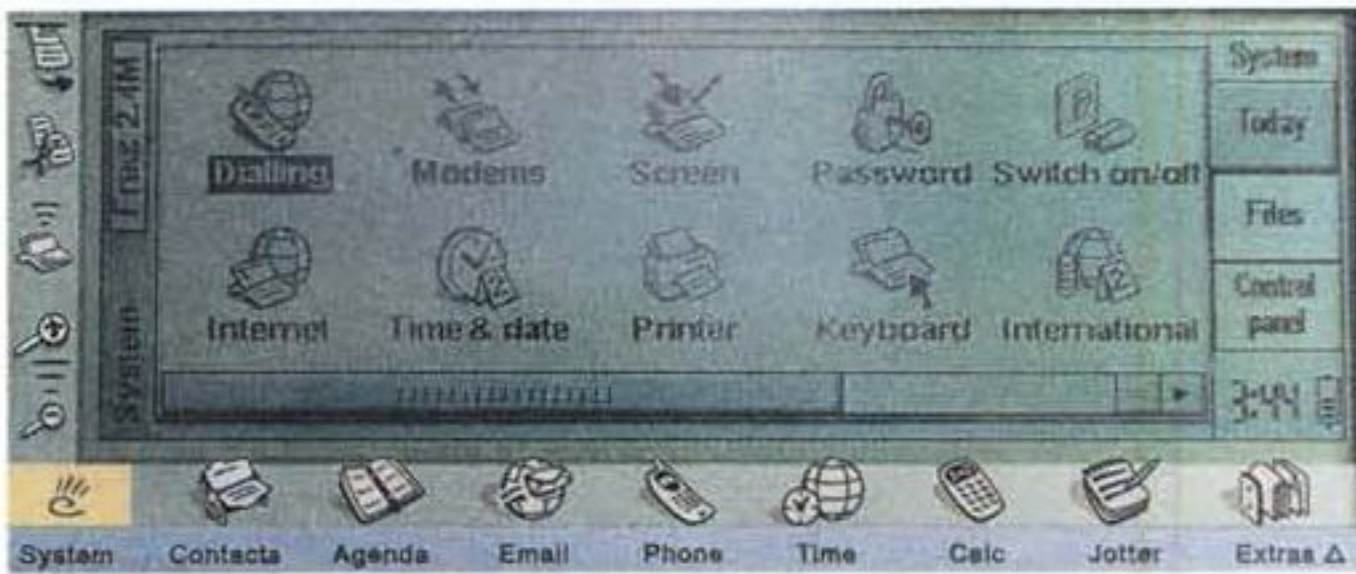 System
Free 2.4M
Dialling
Modems
Screen
Password
Switch on/off
Internet
Time & date
Printer
Keyboard
International
System
Today
Files
Control
panel
3:44
System
Contacts
Agenda
Email
Phone
Time
Calc
Jotter
Extras Δ